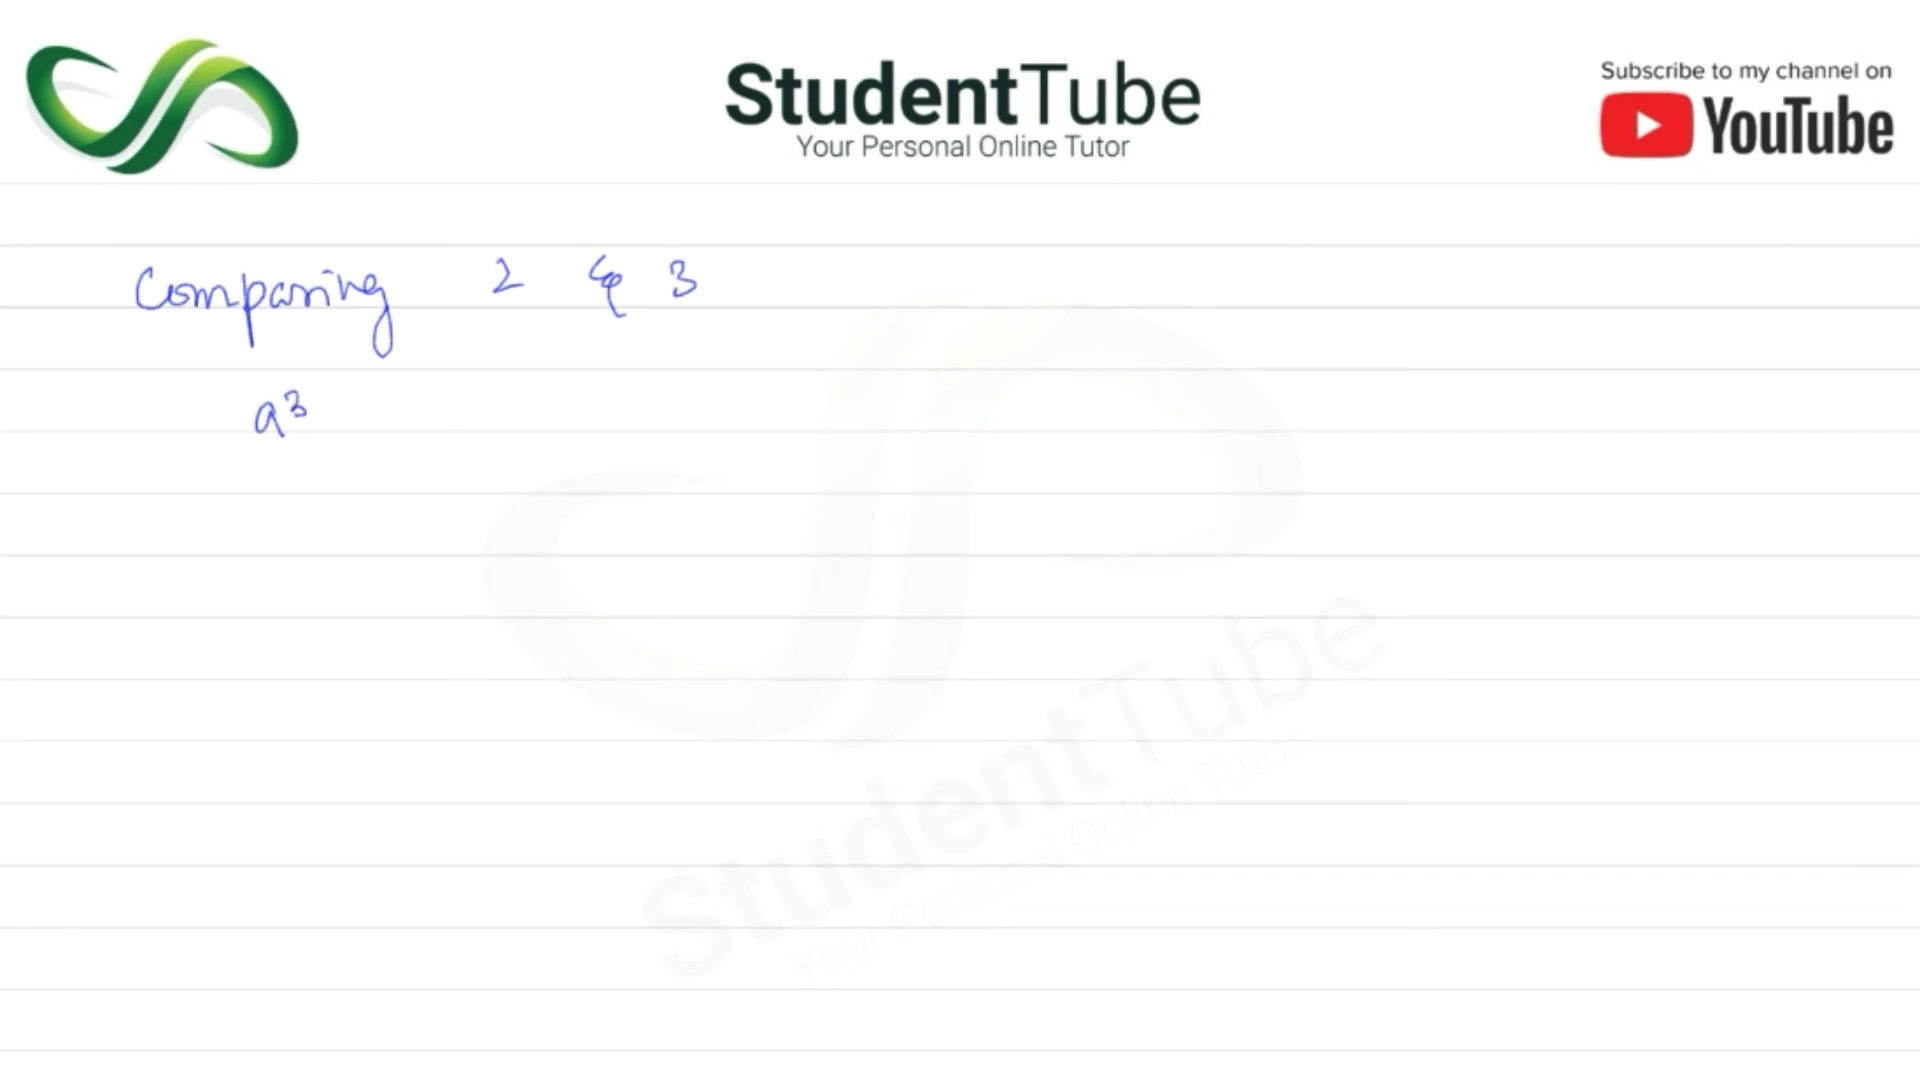 StudentTube
Your Personal Online Tutor
Subscribe to my channel on
YouTube
Comparing 2 & 3
a³
StudentTube
Your Personal Online Tutor